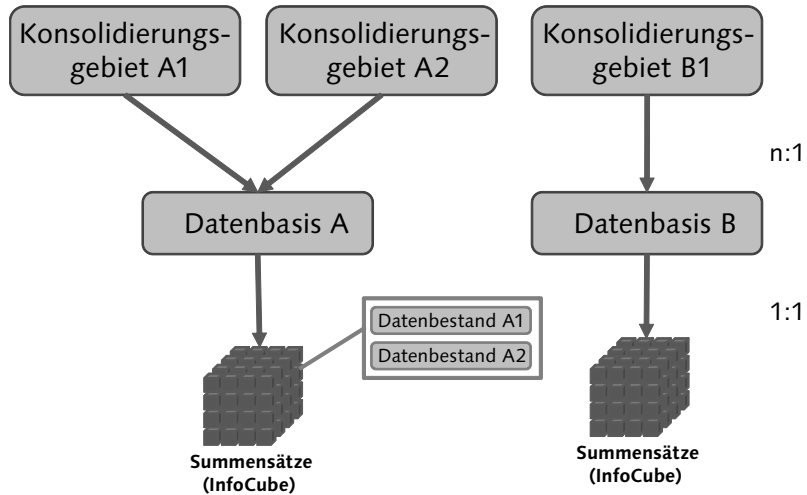 Konsolidierungs-
gebiet A1
Konsolidierungs-
gebiet A2
Konsolidierungs-
gebiet B1
n:1
Datenbasis A
Datenbasis B
1:1
Datenbestand A1
Datenbestand A2
Summensätze
(InfoCube)
Summensätze
(InfoCube)